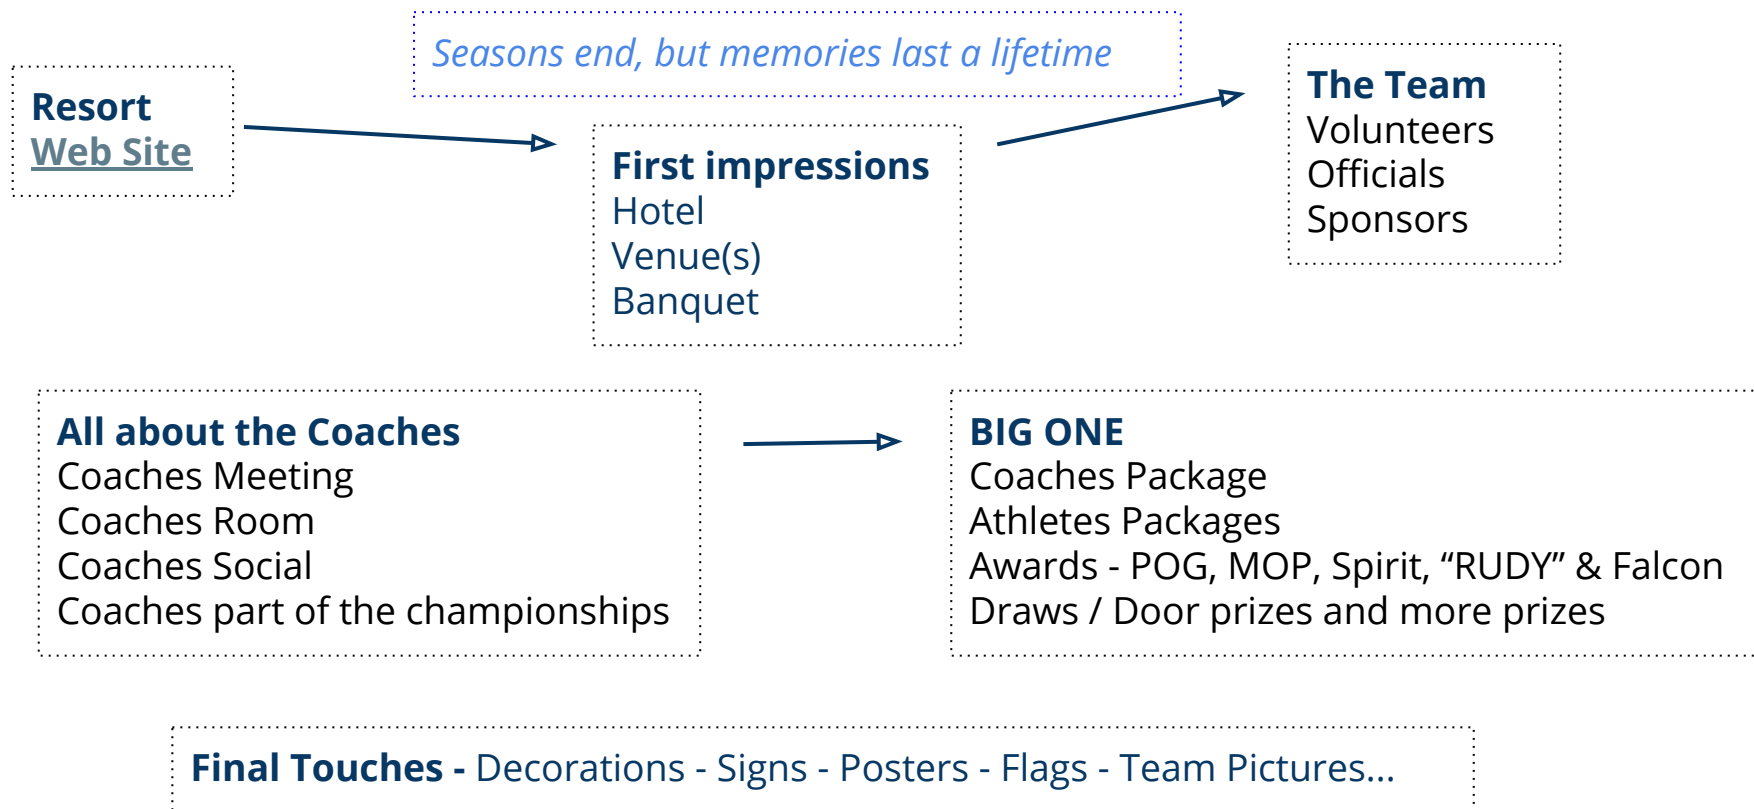 Seasons end, but memories last a lifetime
Resort
Web Site
First impressions
Hotel
Venue(s)
Banquet
The Team
Volunteers
Officials
Sponsors
All about the Coaches
Coaches Meeting
Coaches Room
Coaches Social
Coaches part of the championships
BIG ONE
Coaches Package
Athletes Packages
Awards - POG, MOP, Spirit, “RUDY” & Falcon
Draws / Door prizes and more prizes
Final Touches - Decorations - Signs - Posters - Flags - Team Pictures...